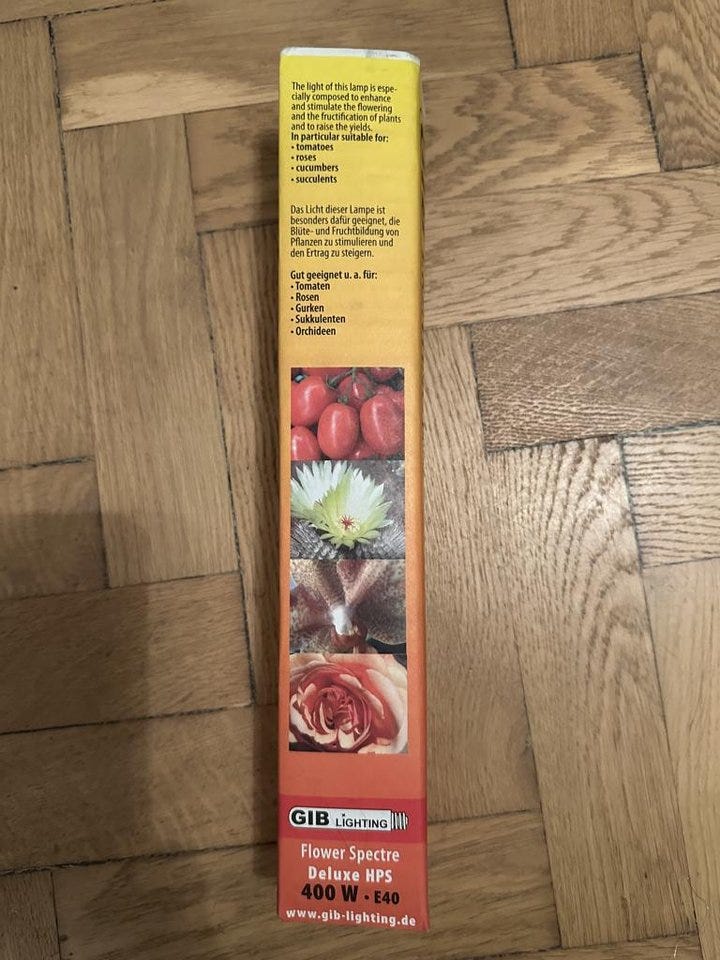 The light of this lamp is espe-
cially composed to enhance
and stimulate the flowering
and the fructification of plants
and to raise the yields.
In particular suitable for:
• tomatoes
• roses
• cucumbers
• succulents
Das Licht dieser Lampe ist
besonders dafür geeignet, die
Blüte- und Fruchtbildung von
Pflanzen zu stimulieren und
den Ertrag zu steigern.
Gut geeignet u. a. für:
• Tomaten
• Rosen
• Gurken
• Sukkulenten
• Orchideen
GIB LIGHTING
Flower Spectre
Deluxe HPS
400 W • E40
www.gib-lighting.de